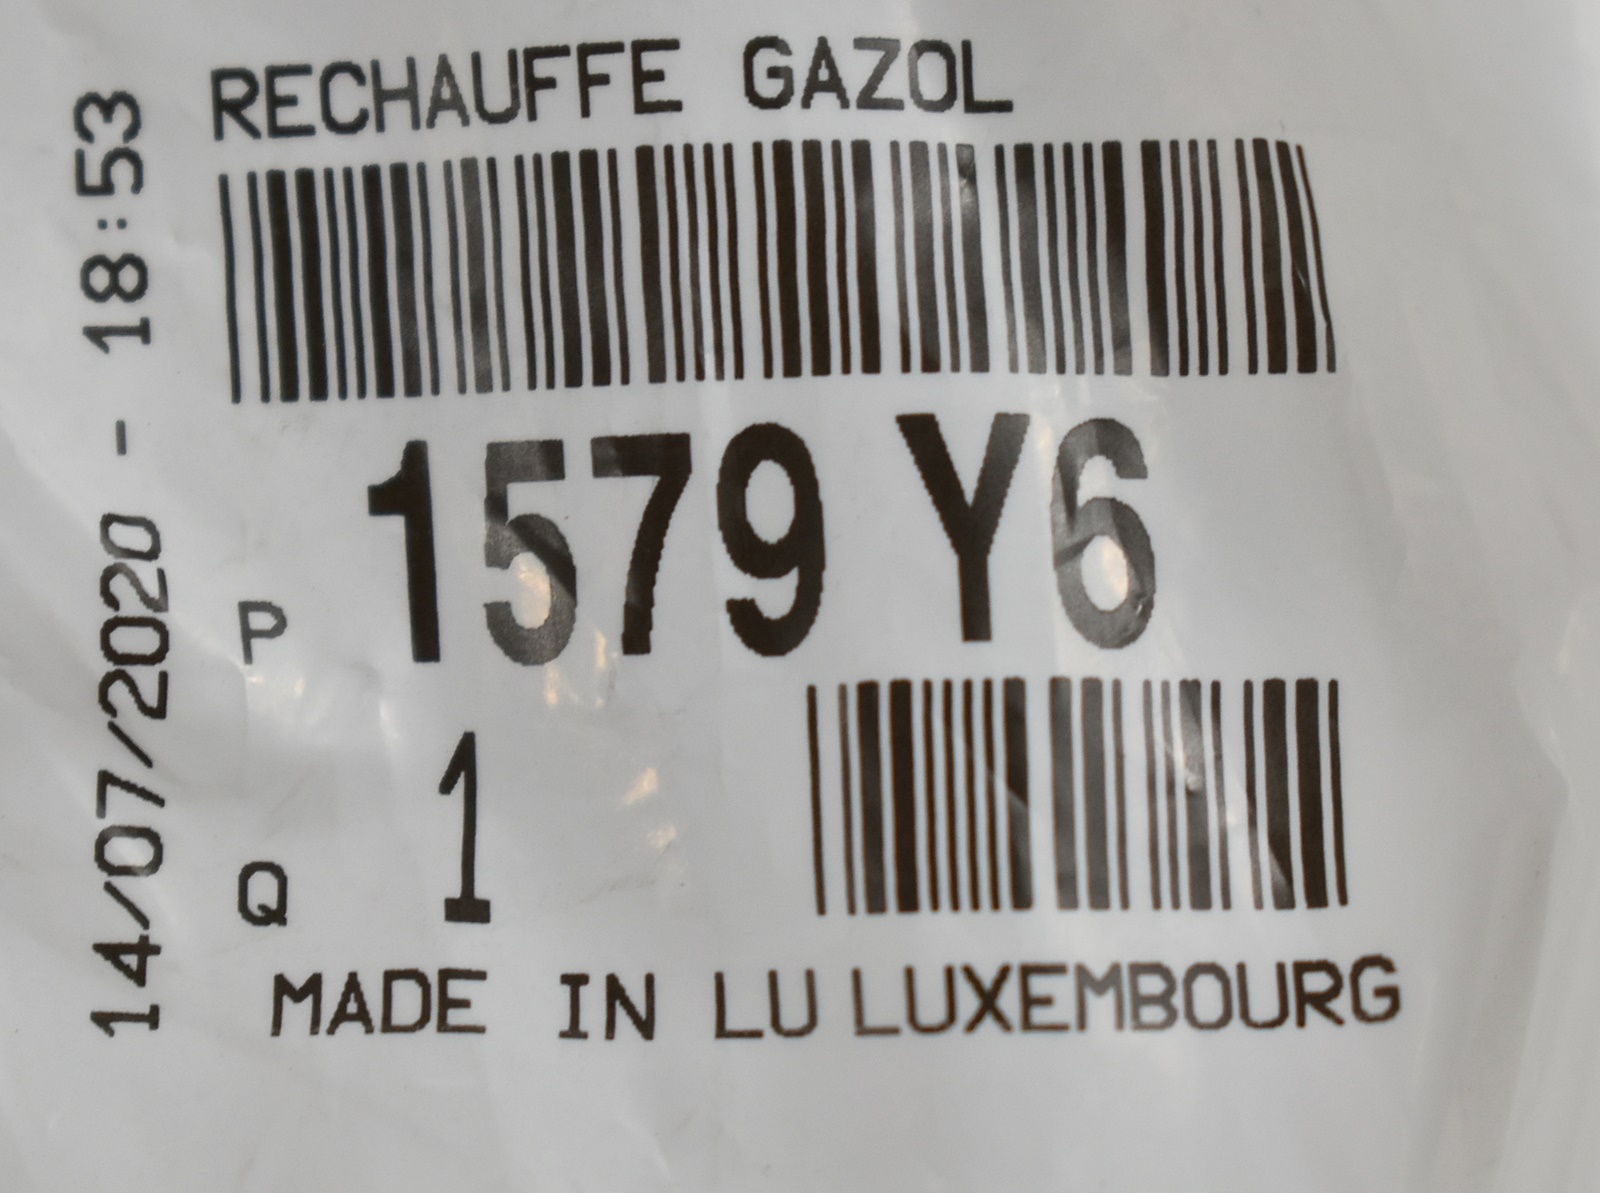 RECHAUFFE GAZOL
14/07/2020 - 18:53
P 1579 Y6
Q 1
MADE IN LU LUXEMBOURG